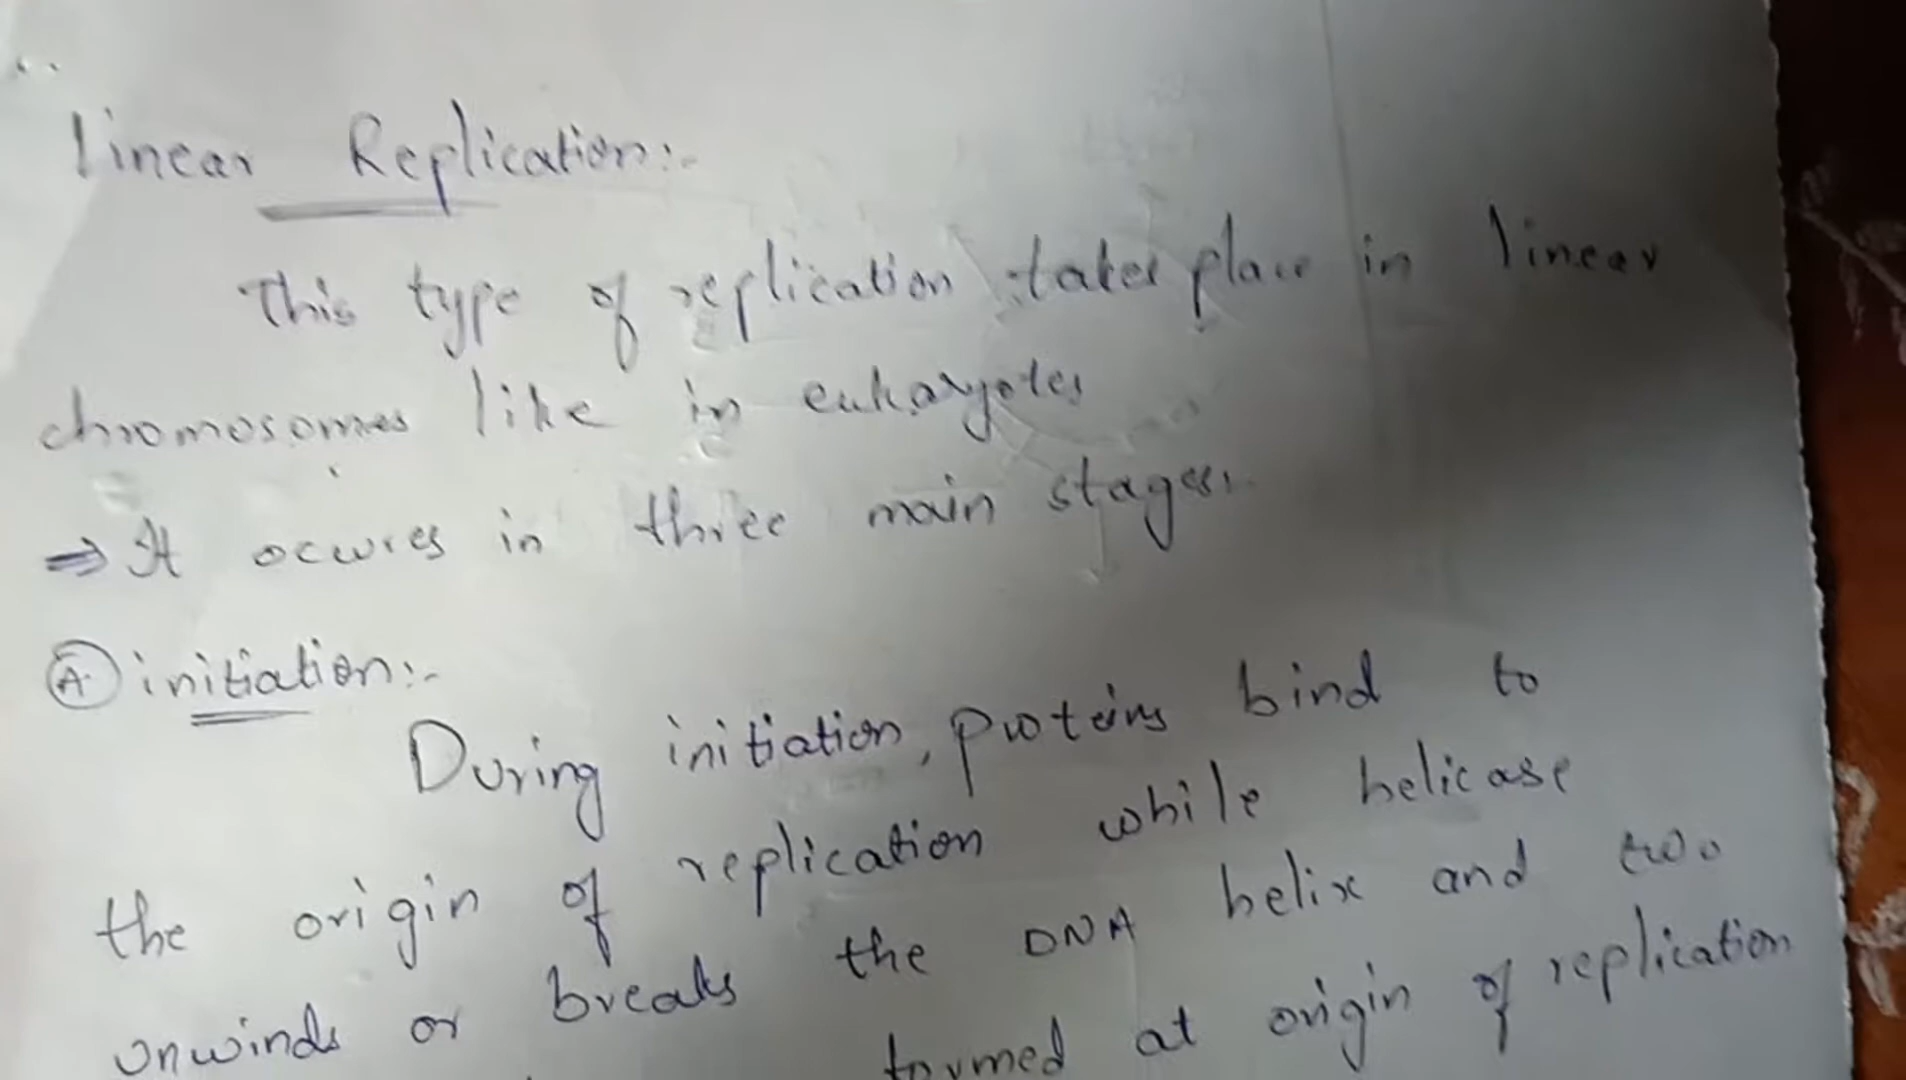 Linear Replication:-
This type of replication takes place in linear
chromosomes like in eukaryotes
⇒ It occures in three main stages.
Ⓐ initiation:-
During initiation, proteins bind to
the origin of replication while helicase
unwinds or breaks the DNA helix and two
formed at origin of replication